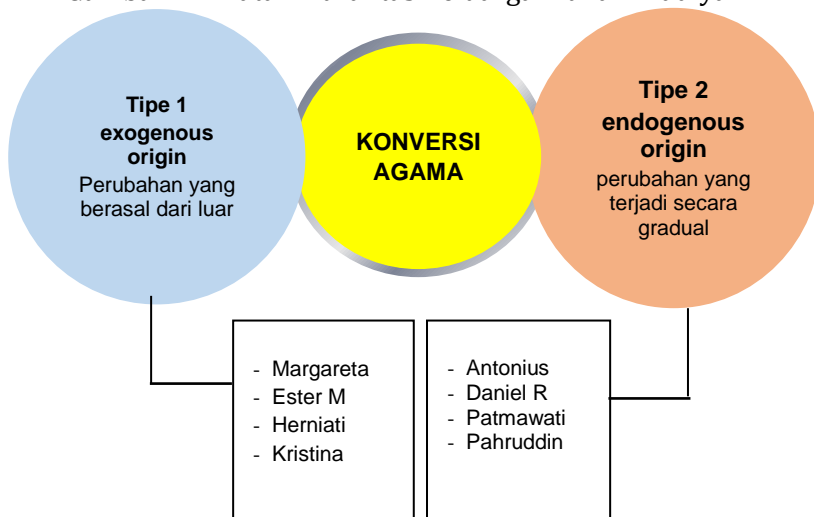 Tipe 1
exogenous
origin
Perubahan yang
berasal dari luar
KONVERSI
AGAMA
Tipe 2
endogenous
origin
perubahan yang
terjadi secara
gradual
- Margareta
- Ester M
- Herniati
- Kristina
- Antonius
- Daniel R
- Patmawati
- Pahruddin